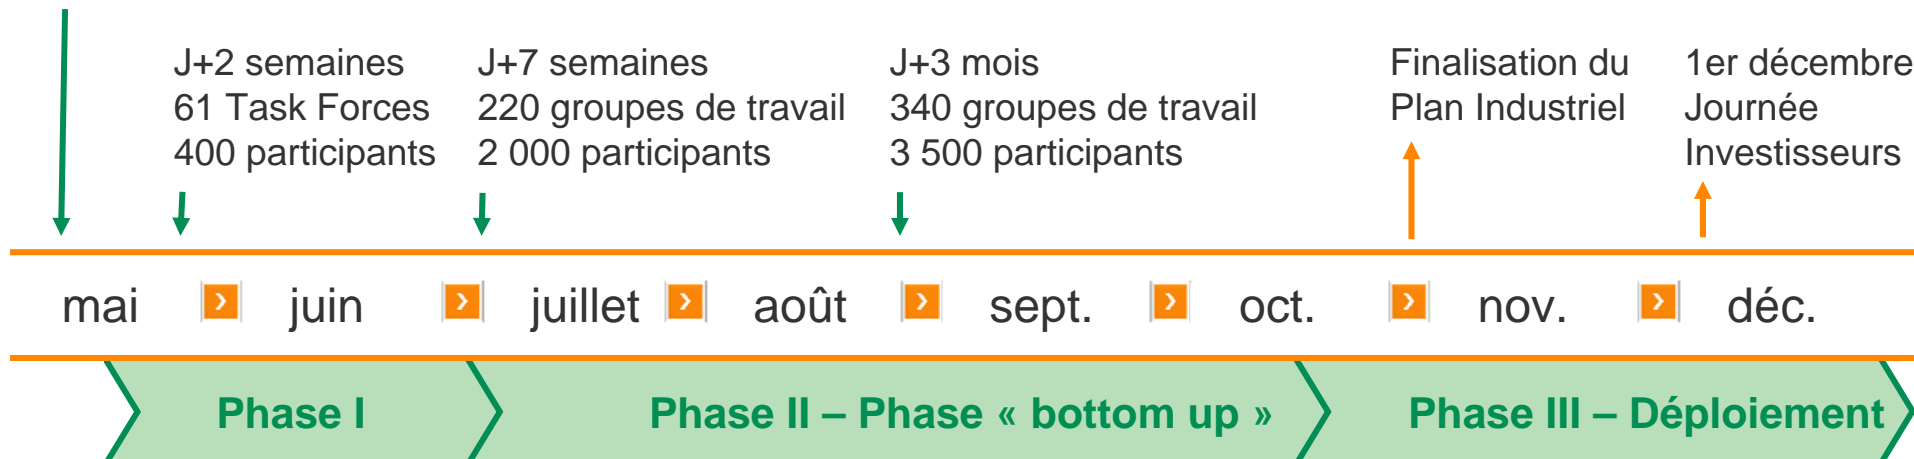 J+2 semaines
61 Task Forces
400 participants
J+7 semaines
220 groupes de travail
2 000 participants
J+3 mois
340 groupes de travail
3 500 participants
Finalisation du
Plan Industriel
1er décembre
Journée
Investisseurs
mai juin juillet août sept. oct. nov. déc.
Phase I
Phase II – Phase « bottom up »
Phase III – Déploiement